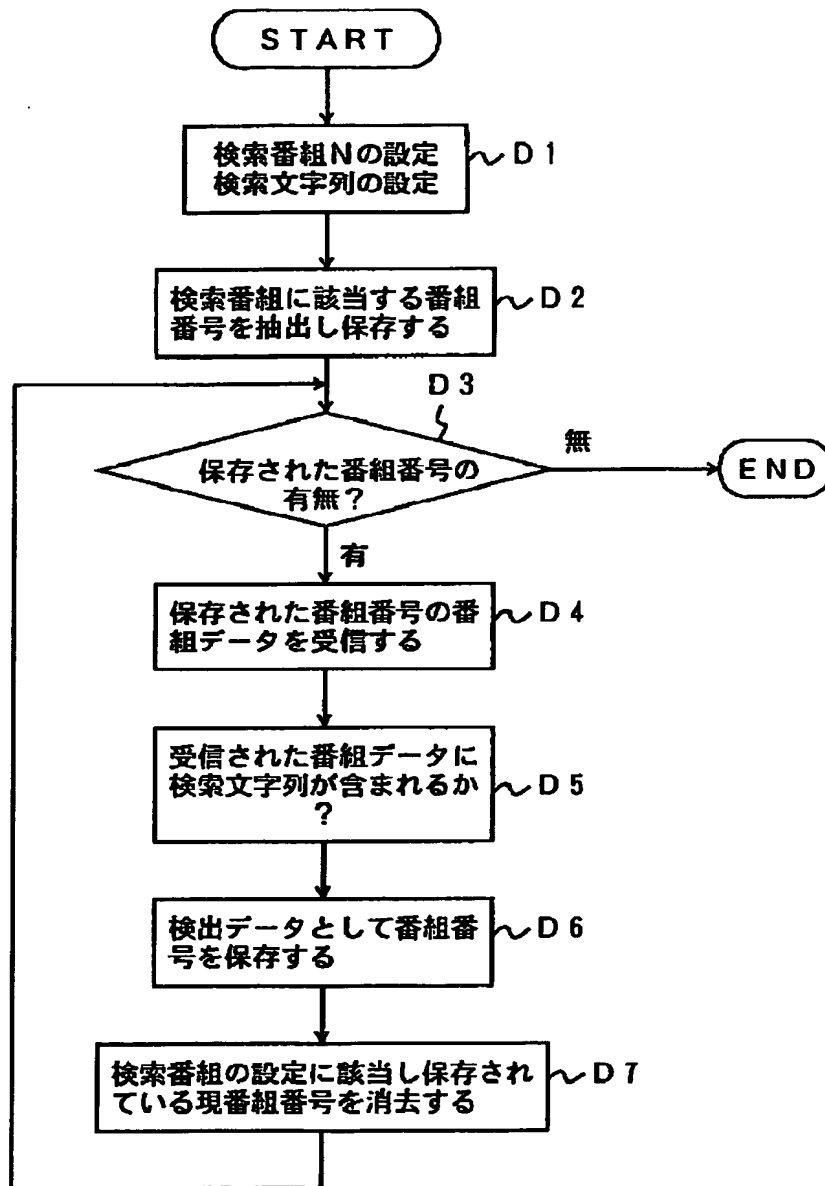 START
検索番組Nの設定
検索文字列の設定
D1
検索番組に該当する番組
番号を抽出し保存する
D2
D3
保存された番組番号の
有無？
無
END
有
保存された番組番号の番
組データを受信する
D4
受信された番組データに
検索文字列が含まれるか
？
D5
検出データとして番組番
号を保存する
D6
検索番組の設定に該当し保存され
ている現番組番号を消去する
D7